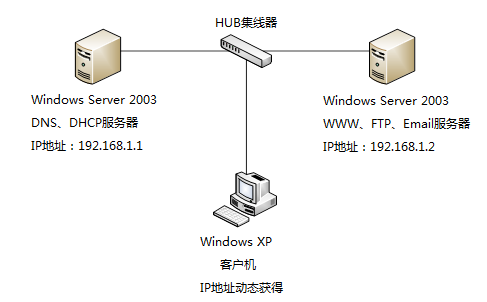 HUB集线器
Windows Server 2003
DNS、DHCP服务器
IP地址：192.168.1.1
Windows Server 2003
WWW、FTP、Email服务器
IP地址：192.168.1.2
Windows XP
客户机
IP地址动态获得